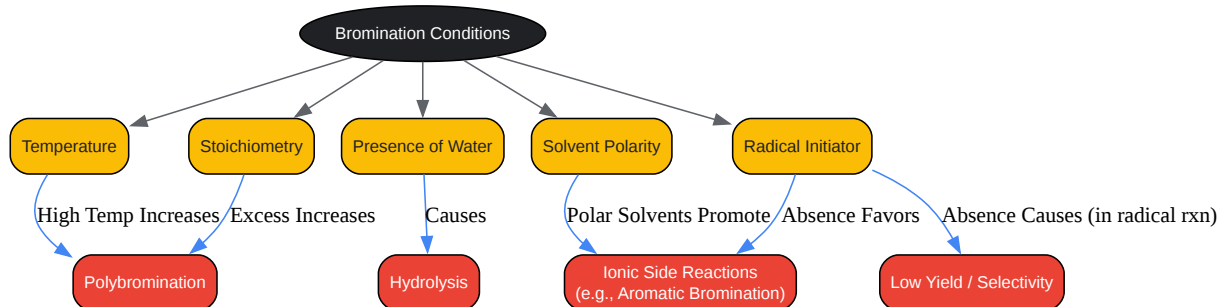 Bromination Conditions
Temperature
Stoichiometry
Presence of Water
Solvent Polarity
Radical Initiator
High Temp Increases
Excess Increases
Causes
Polar Solvents Promote
Absence Favors
Absence Causes (in radical rxn)
Polybromination
Hydrolysis
Ionic Side Reactions
(e.g., Aromatic Bromination)
Low Yield / Selectivity